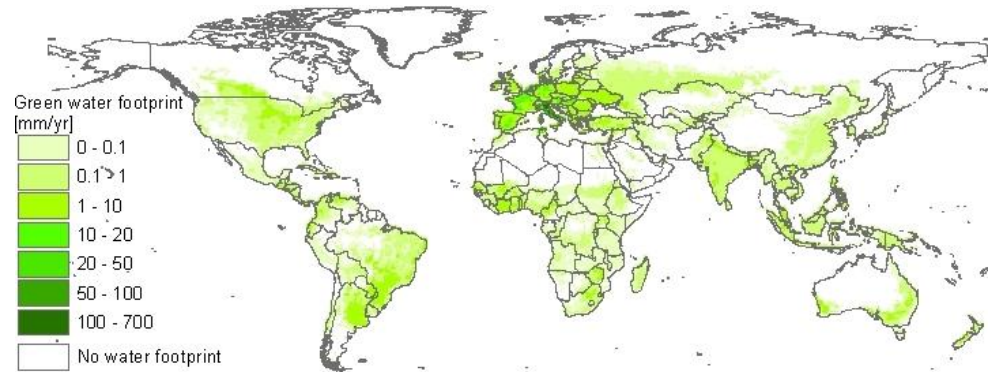 Green water footprint
[mm/yr]
0 - 0.1
0.1 - 1
1 - 10
10 - 20
20 - 50
50 - 100
100 - 700
No water footprint